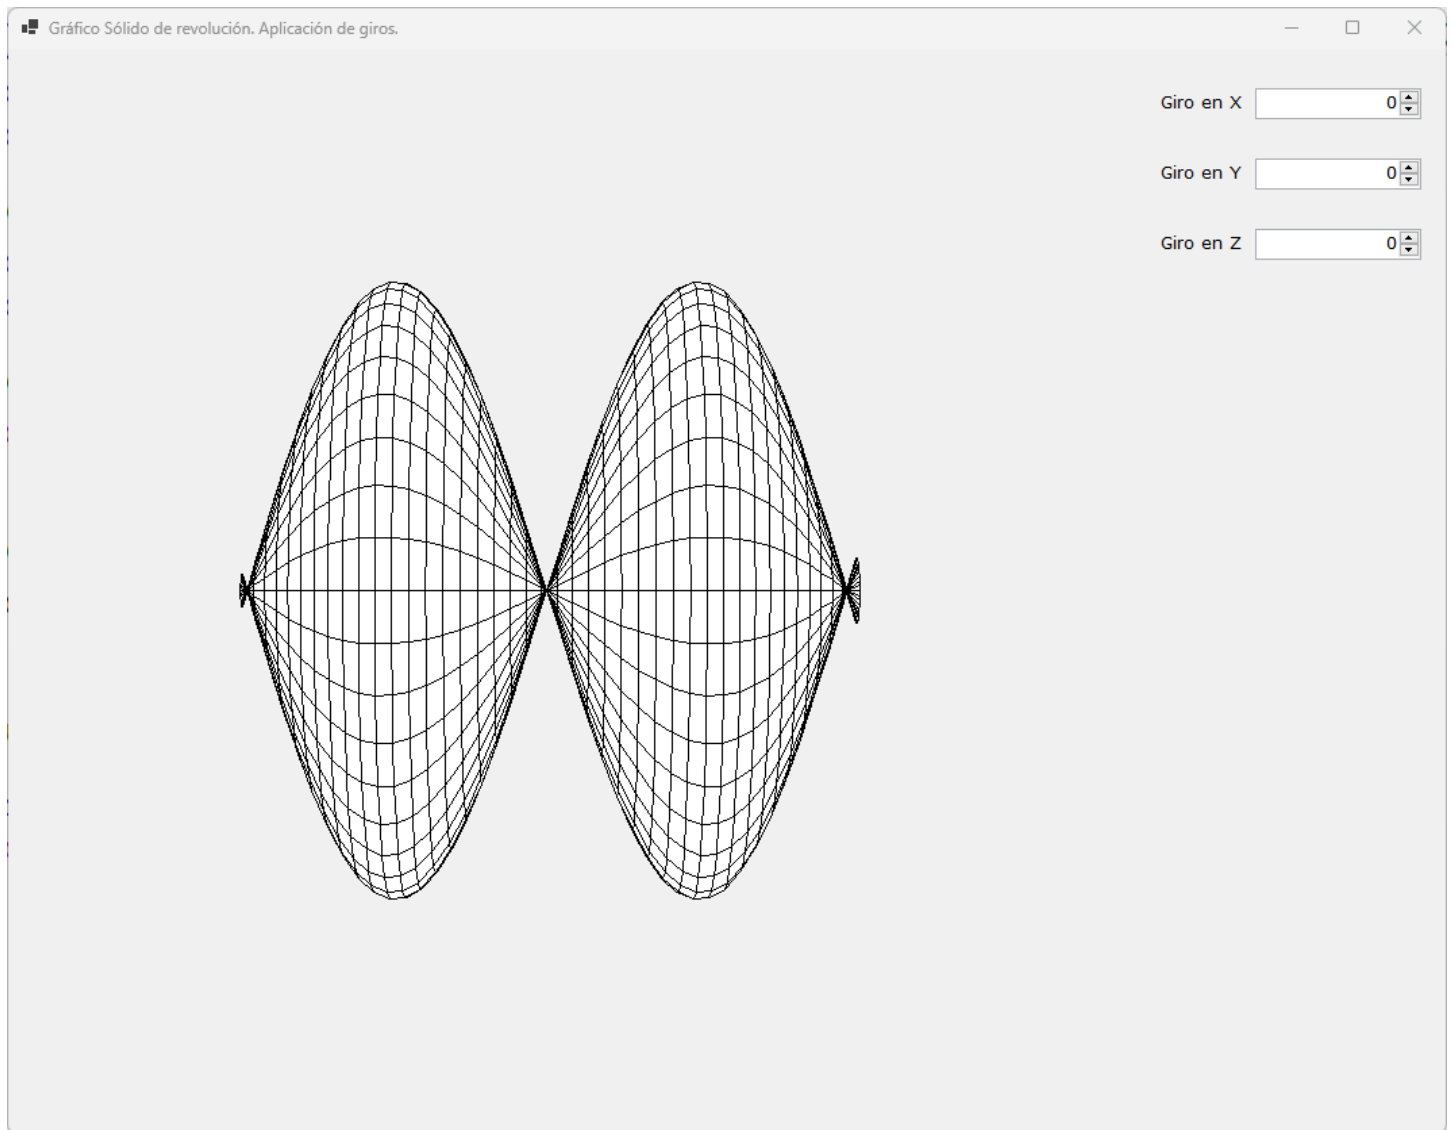 Gráfico Sólido de revolución. Aplicación de giros.
Giro en X 0
Giro en Y 0
Giro en Z 0